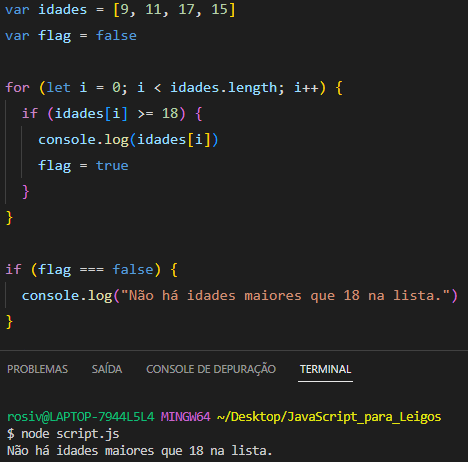 var idades = [9, 11, 17, 15]
var flag = false
for (let i = 0; i < idades.length; i++) {
if (idades[i] >= 18) {
console.log(idades[i])
flag = true
}
}
if (flag === false) {
console.log("Não há idades maiores que 18 na lista.")
}
PROBLEMAS SAÍDA CONSOLE DE DEPURAÇÃO TERMINAL
rosiv@LAPTOP-7944L5L4 MINGW64 ~/Desktop/JavaScript_para_Leigos
$ node script.js
Não há idades maiores que 18 na lista.